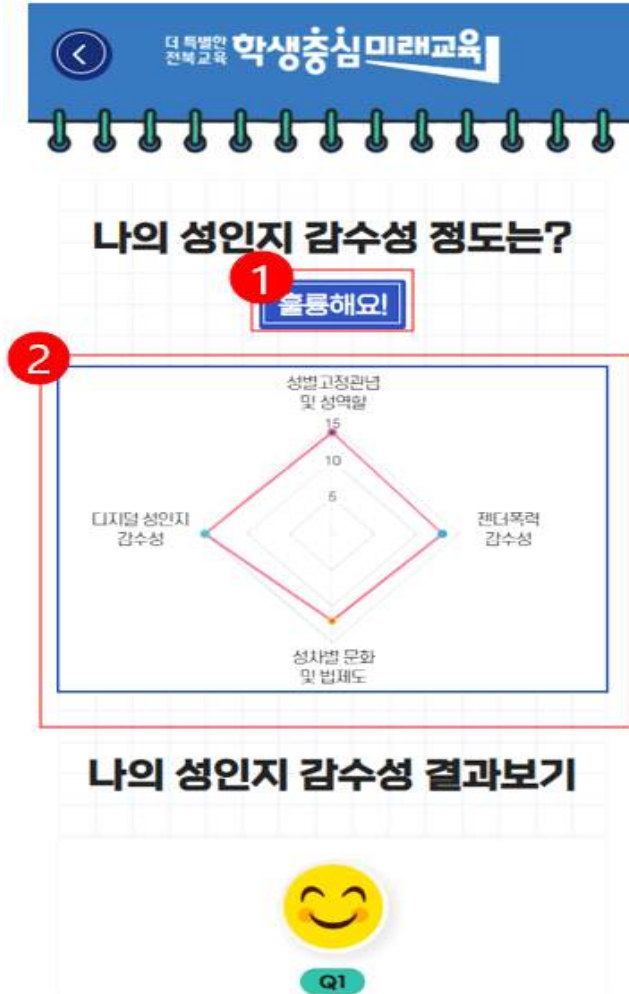 더 특별한
전북교육
학생중심 미래교육
나의 성인지 감수성 정도는?
1
훌륭해요!
2
성별고정관념
및 성역할
15
10
5
디지털 성인지
감수성
젠더폭력
감수성
성차별 문화
및 법제도
나의 성인지 감수성 결과보기
Q1